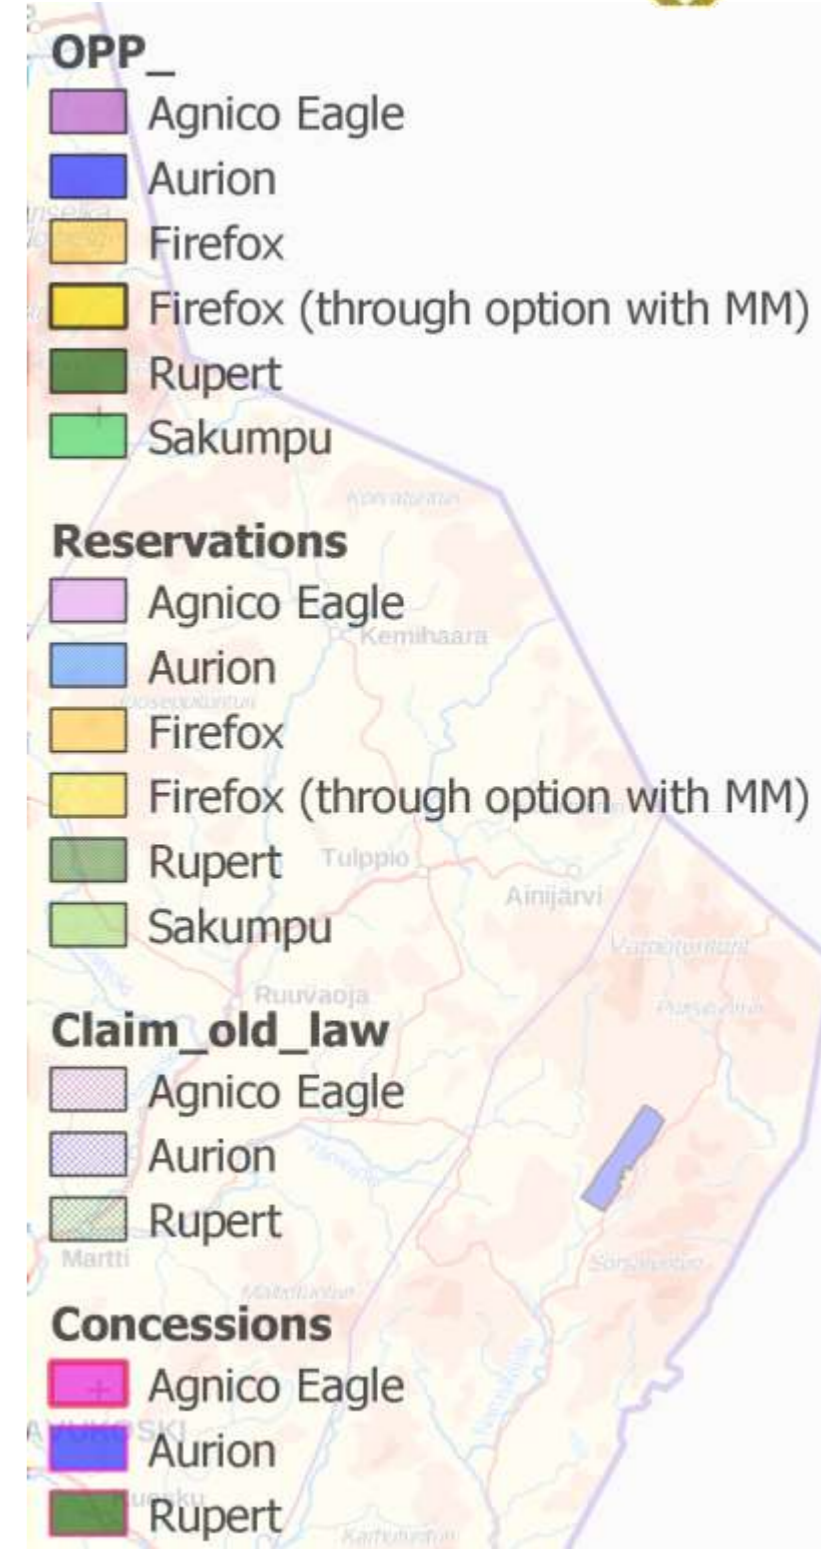 OPP_
Agnico Eagle
Aurion
Firefox
Firefox (through option with MM)
Rupert
Sakumpu
Reservations
Agnico Eagle
Kemihaara
Aurion
Firefox
Firefox (through option with MM)
Rupert
Tulppio
Ainijärvi
Sakumpu
Ruuvaoja
Claim_old_law
Agnico Eagle
Aurion
Rupert
Martti
Concessions
Agnico Eagle
Aurion
Rupert